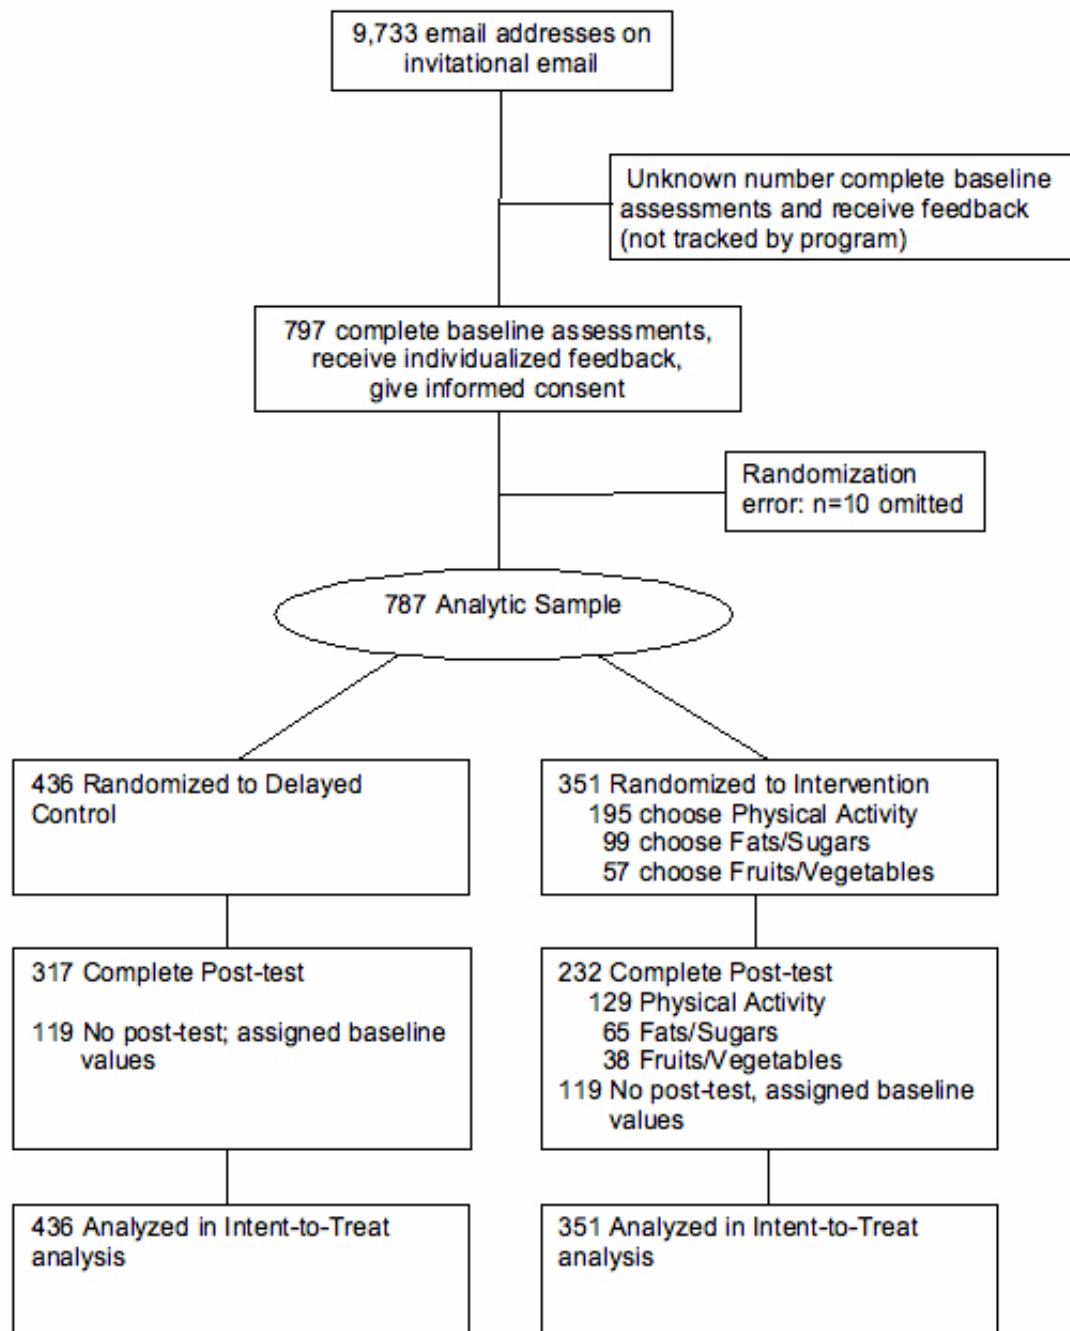 9,733 email addresses on
invitational email
Unknown number complete baseline
assessments and receive feedback
(not tracked by program)
797 complete baseline assessments,
receive individualized feedback,
give informed consent
Randomization
error: n=10 omitted
787 Analytic Sample
436 Randomized to Delayed
Control
351 Randomized to Intervention
195 choose Physical Activity
99 choose Fats/Sugars
57 choose Fruits/Vegetables
317 Complete Post-test
119 No post-test; assigned baseline
values
232 Complete Post-test
129 Physical Activity
65 Fats/Sugars
38 Fruits/Vegetables
119 No post-test, assigned baseline
values
436 Analyzed in Intent-to-Treat
analysis
351 Analyzed in Intent-to-Treat
analysis